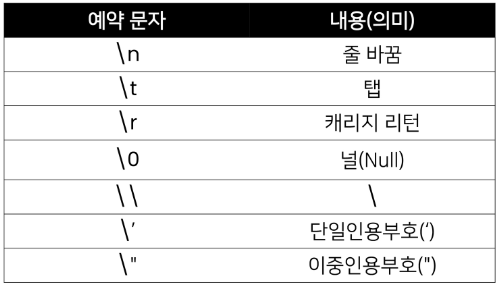 예약 문자 내용(의미)
\n 줄 바꿈
\t 탭
\r 캐리지 리턴
\0 널(Null)
\\ \
\’ 단일인용부호(‘)
\" 이중인용부호(")